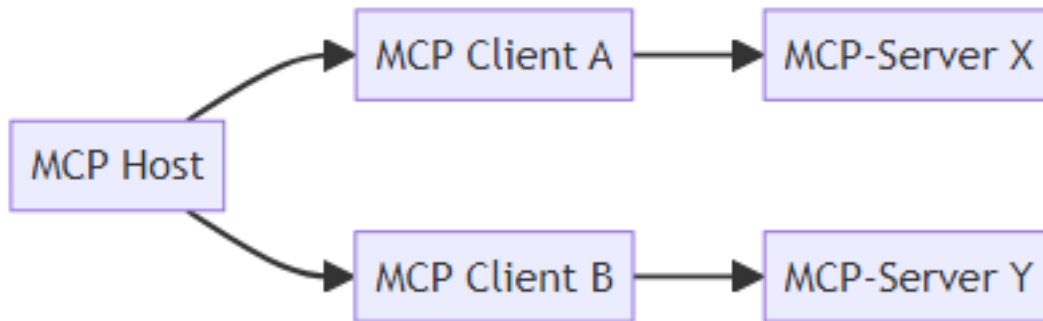 MCP Client A
MCP-Server X
MCP Host
MCP Client B
MCP-Server Y